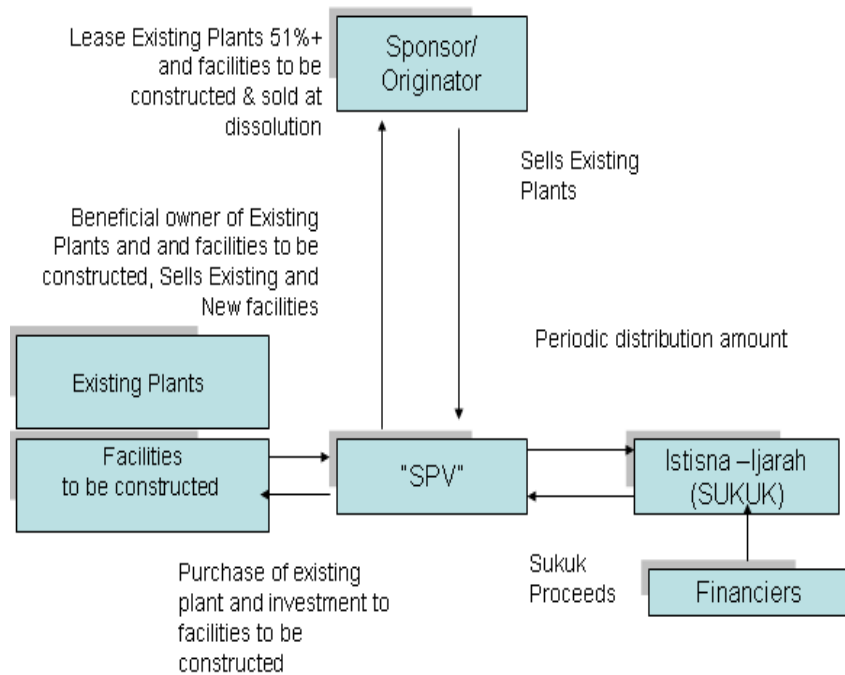 Lease Existing Plants 51%+
and facilities to be
constructed & sold at
dissolution
Sponsor/
Originator
Sells Existing
Plants
Beneficial owner of Existing
Plants and and facilities to be
constructed, Sells Existing and
New facilities
Periodic distribution amount
Existing Plants
Facilities
to be constructed
"SPV"
Istisna –Ijarah
(SUKUK)
Purchase of existing
plant and investment to
facilities to be
constructed
Sukuk
Proceeds
Financiers